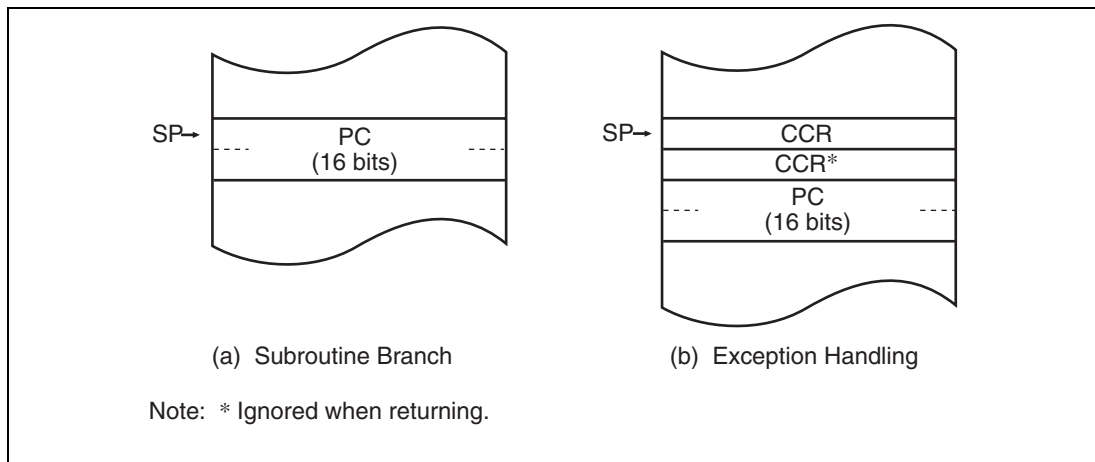 SP→
PC
(16 bits)
(a) Subroutine Branch
SP→
CCR
CCR*
PC
(16 bits)
(b) Exception Handling
Note: * Ignored when returning.